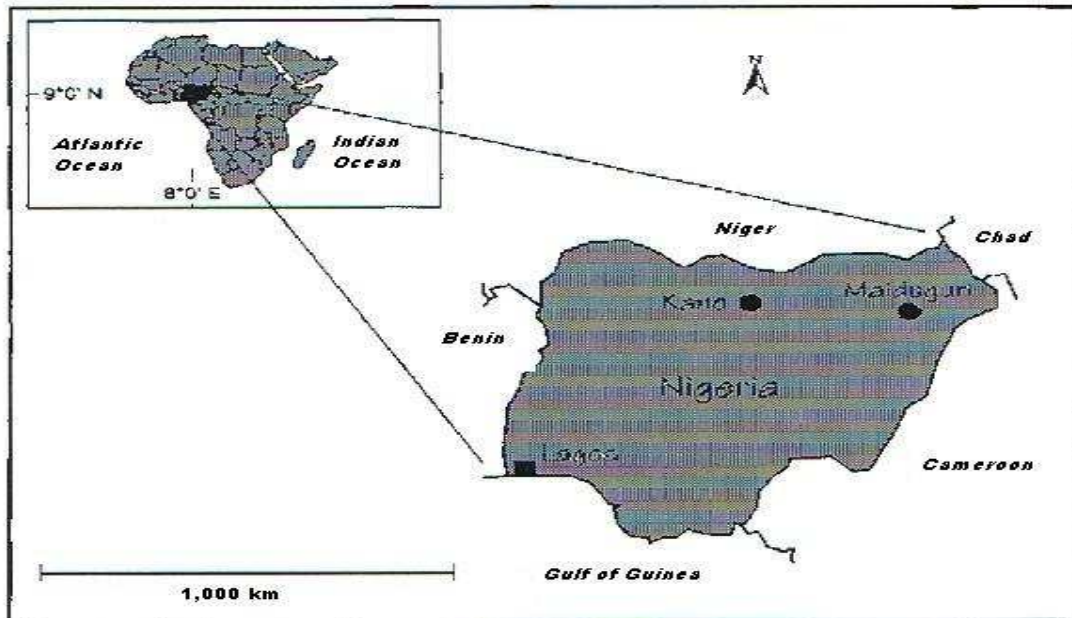 9°0' N
Atlantic
Ocean
Indian
Ocean
8°0' E
N
Niger
Chad
Kano
Maiduguri
Benin
Nigeria
Lagos
Cameroon
Gulf of Guinea
1,000 km